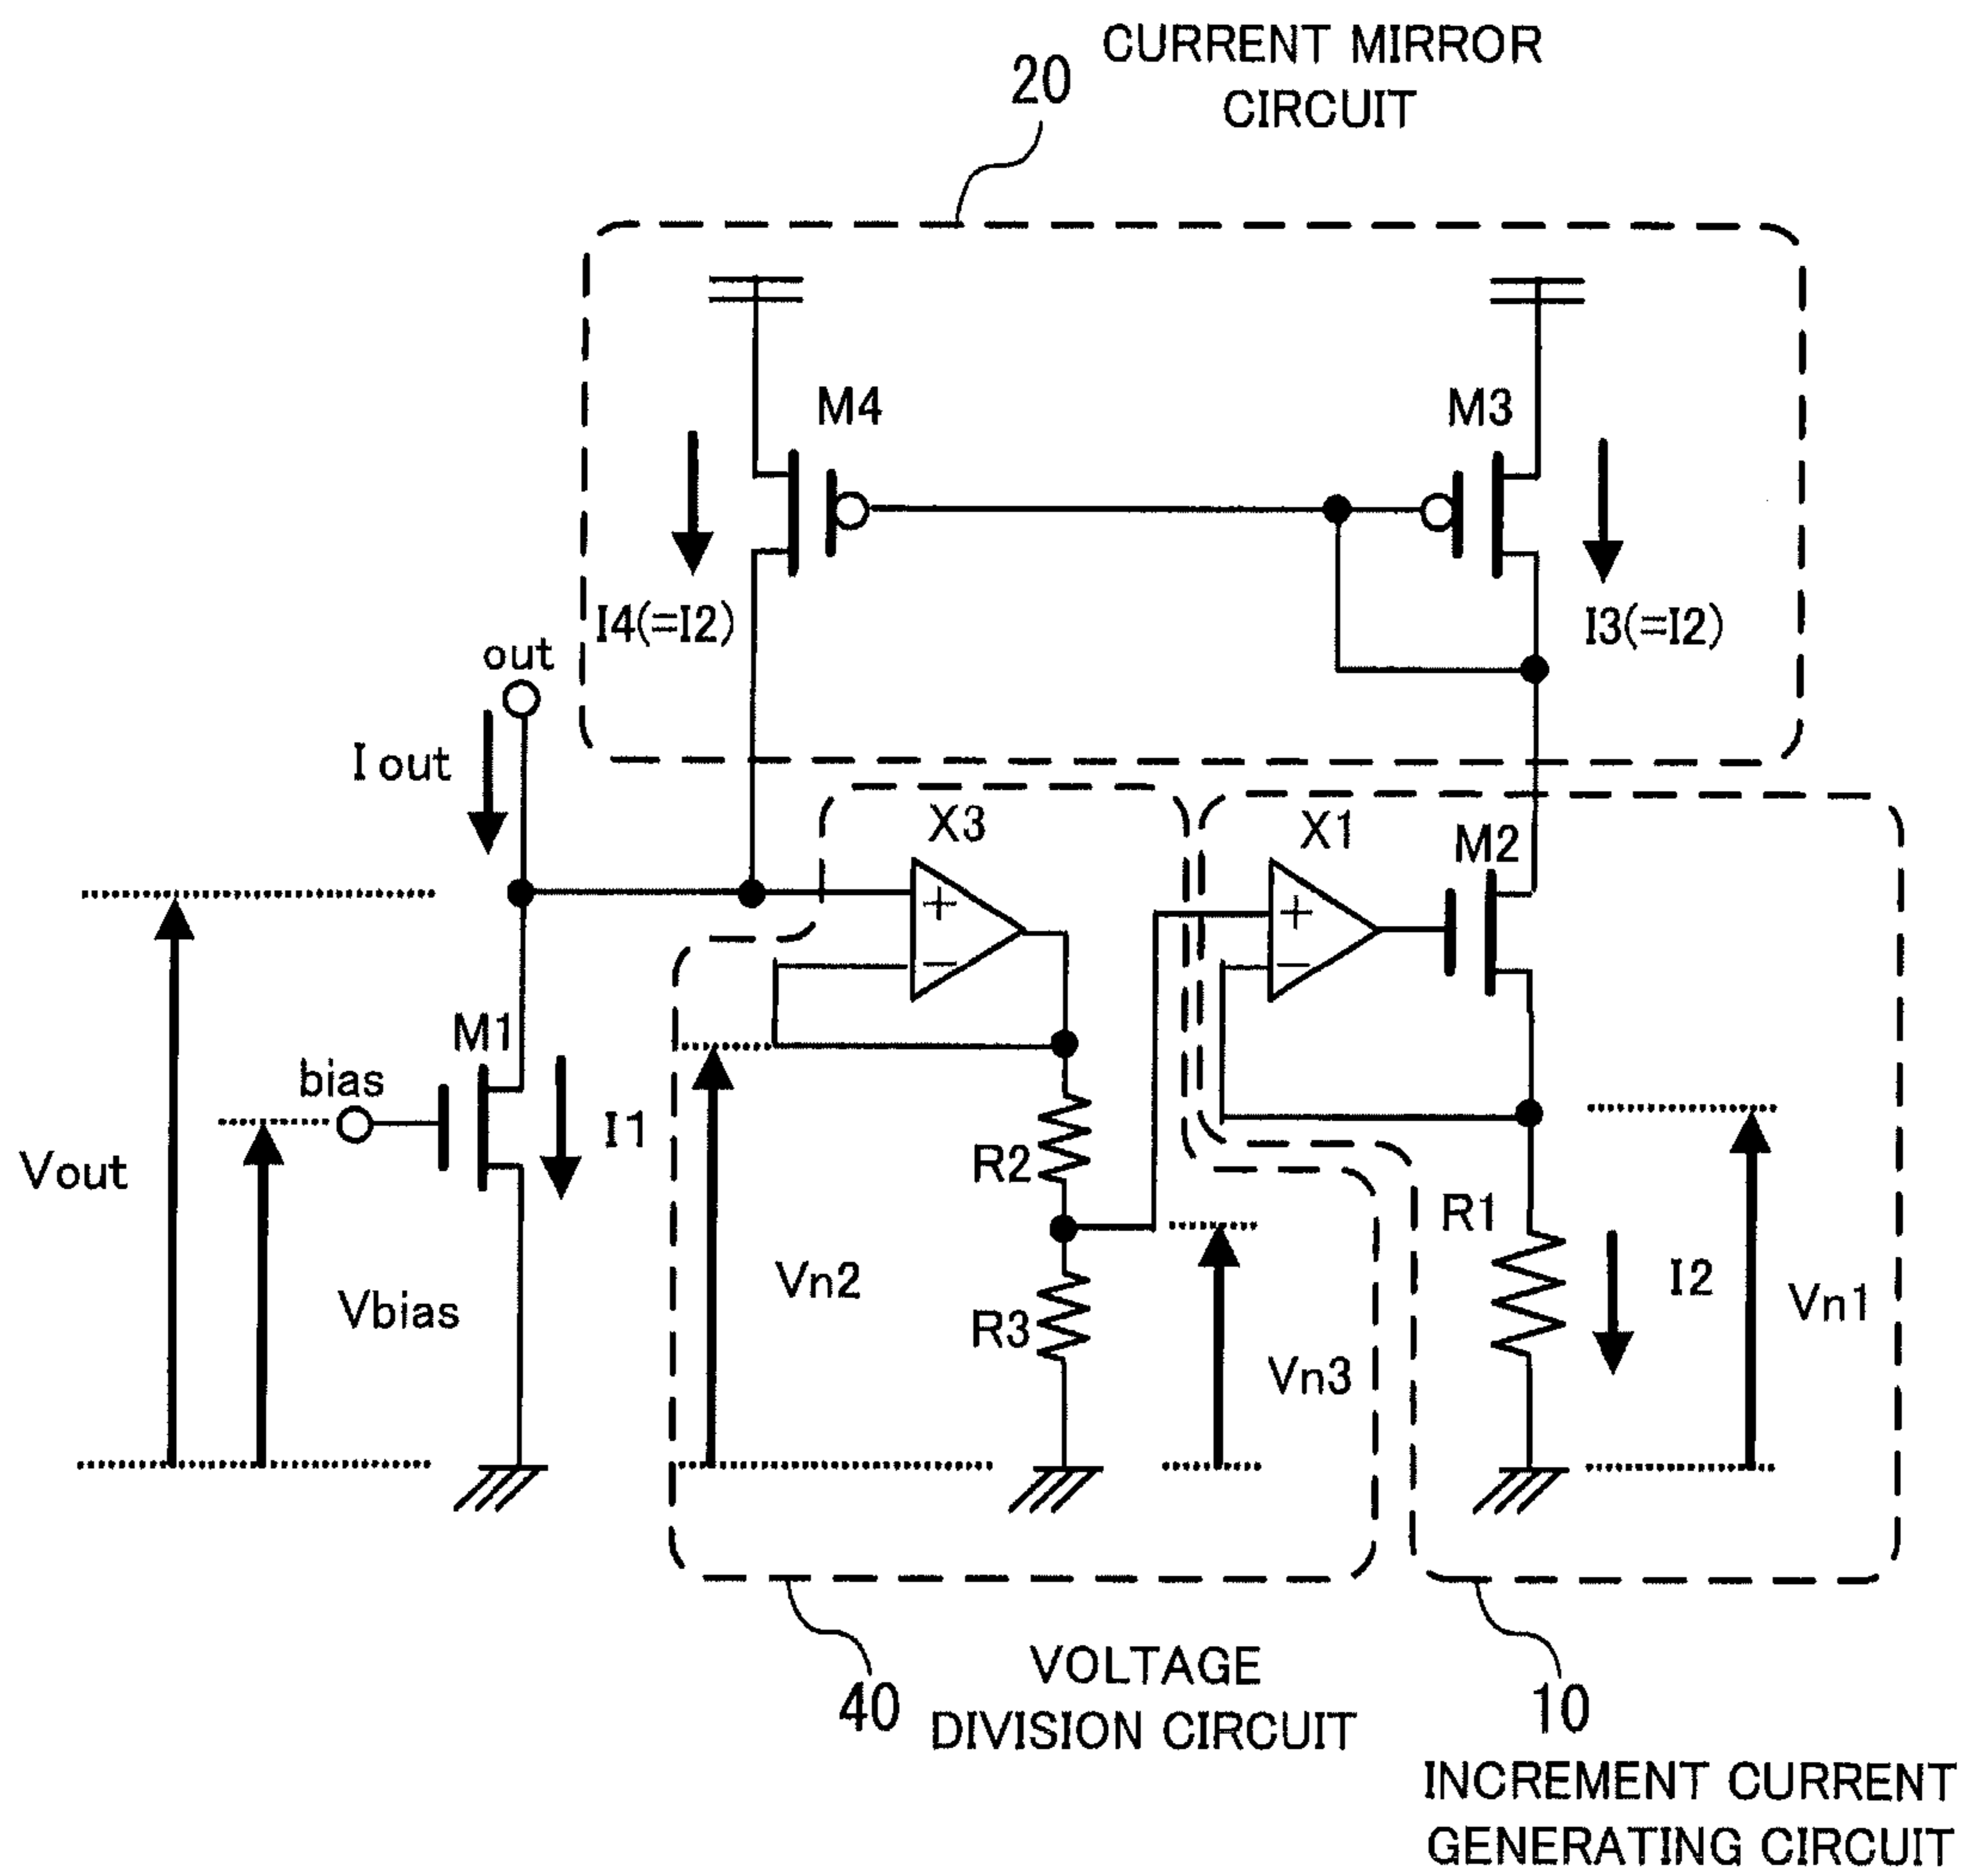 CURRENT MIRROR
CIRCUIT
20
M4
M3
I4(=I2)
I3(=I2)
out
Iout
X3
X1
M2
+
+
−
−
M1
bias
I1
Vout
R2
R1
Vn2
I2
Vn1
Vbias
R3
Vn3
VOLTAGE
DIVISION CIRCUIT
40
10
INCREMENT CURRENT
GENERATING CIRCUIT